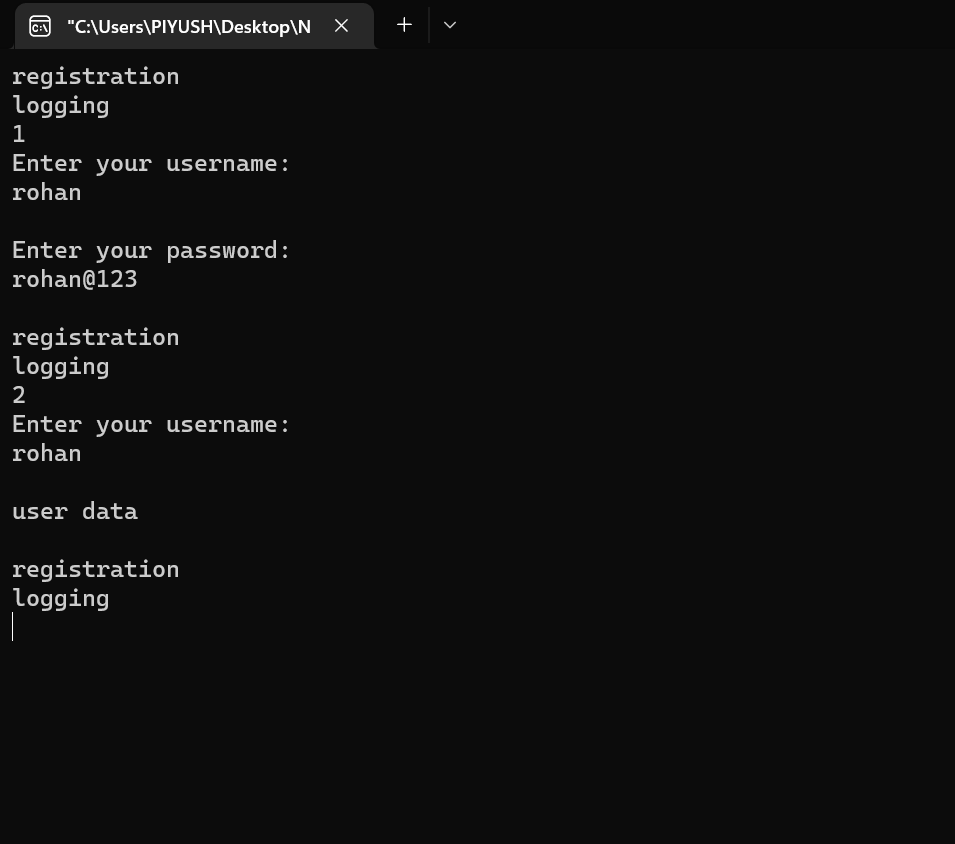 "C:\Users\PIYUSH\Desktop\N
registration
logging
1
Enter your username:
rohan
Enter your password:
rohan@123
registration
logging
2
Enter your username:
rohan
user data
registration
logging